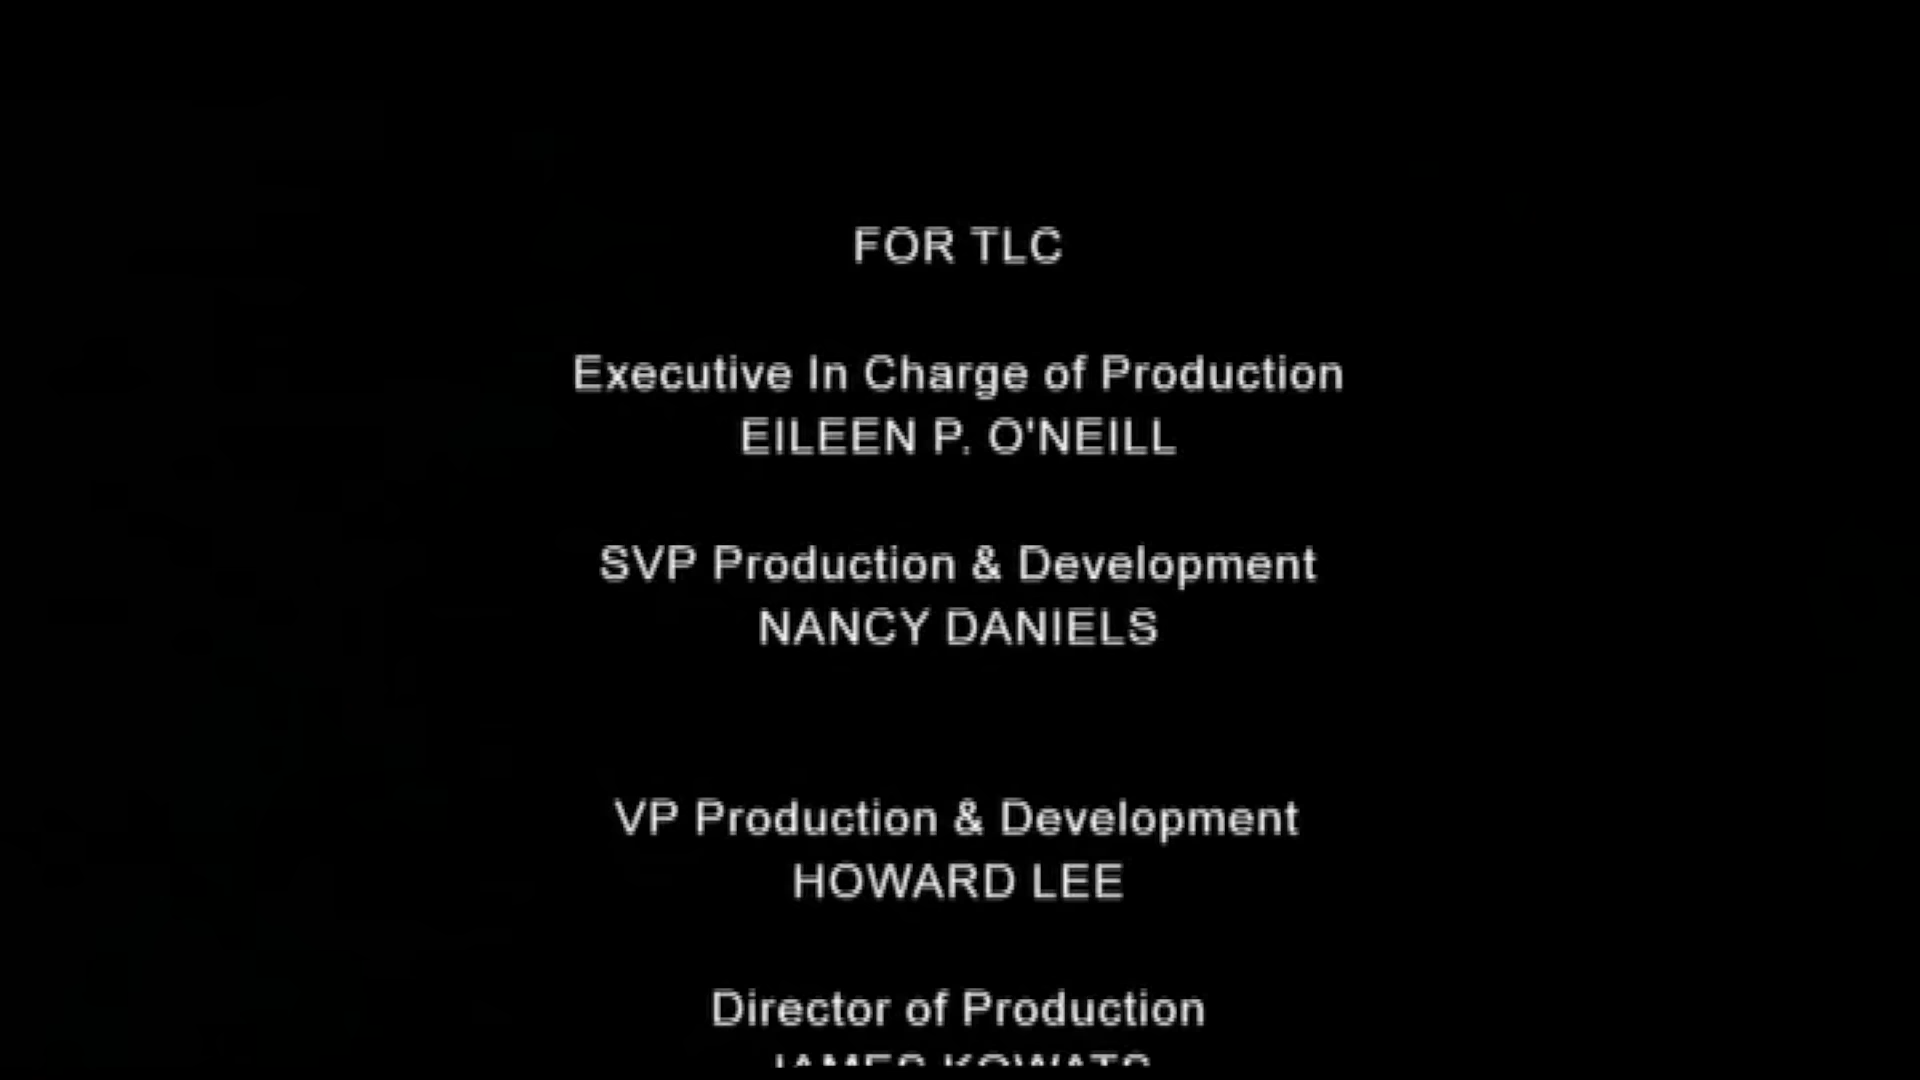 FOR TLC
Executive In Charge of Production
EILEEN P. O'NEILL
SVP Production & Development
NANCY DANIELS
VP Production & Development
HOWARD LEE
Director of Production